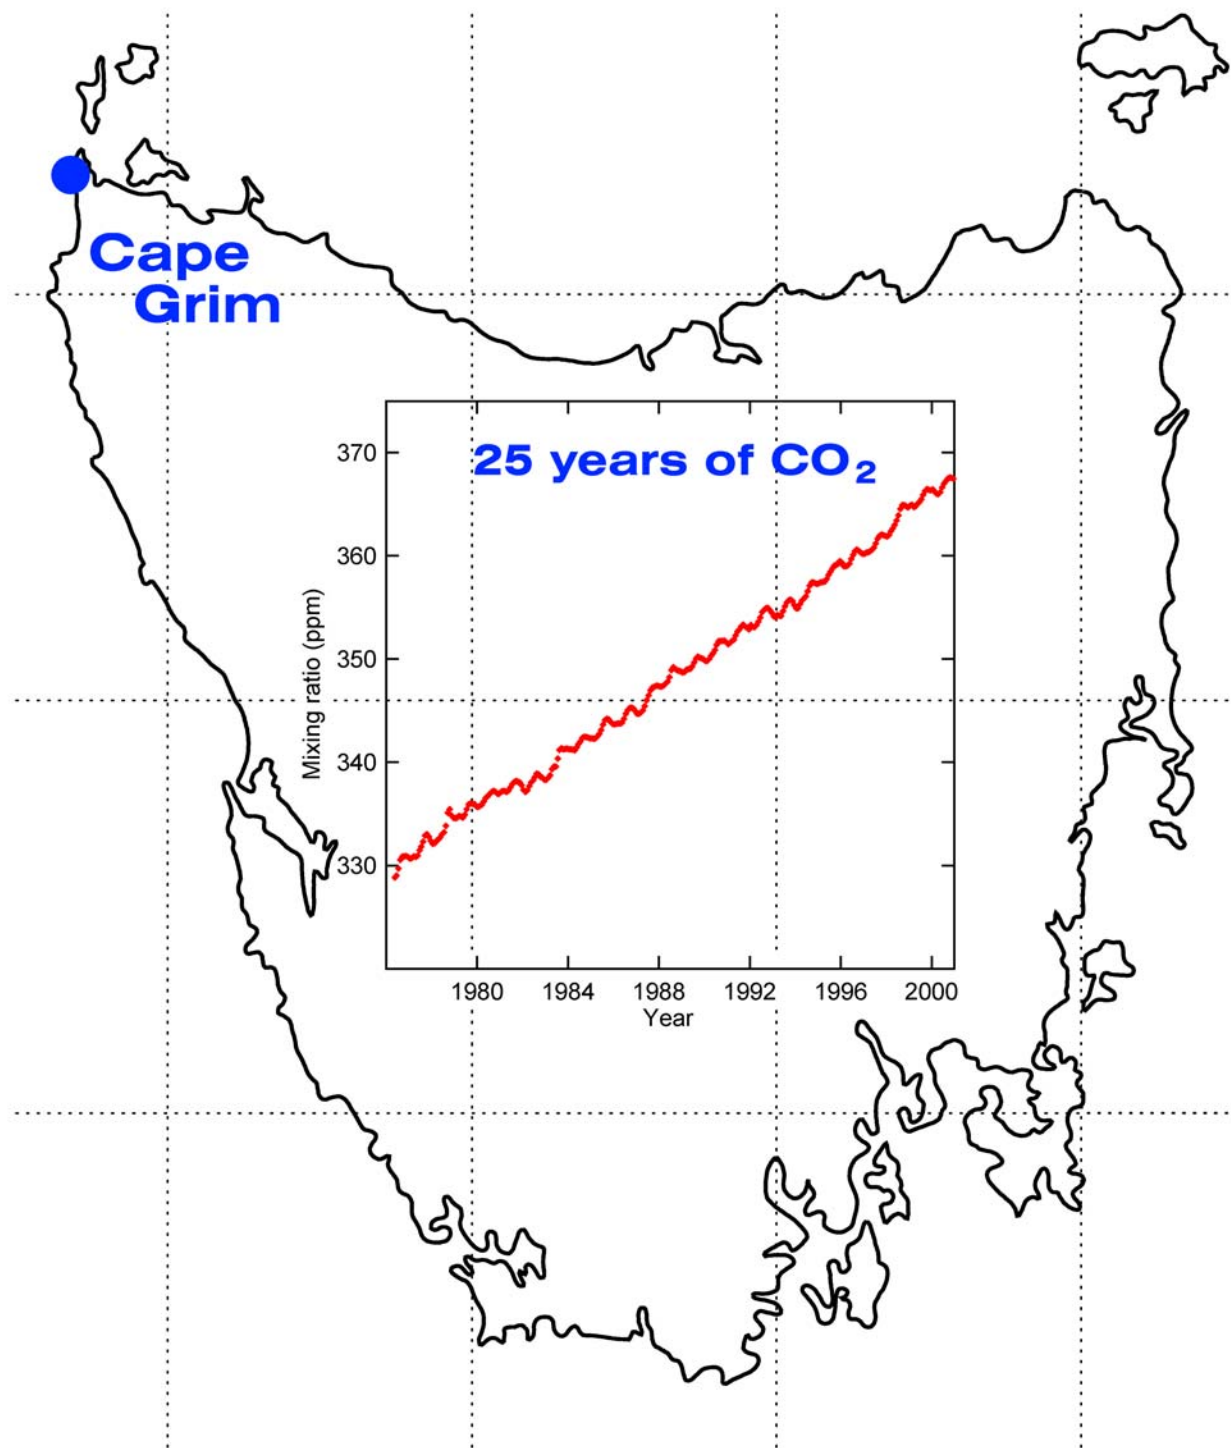 Cape
Grim
25 years of CO₂
370
360
350
340
330
Mixing ratio (ppm)
1980 1984 1988 1992 1996 2000
Year